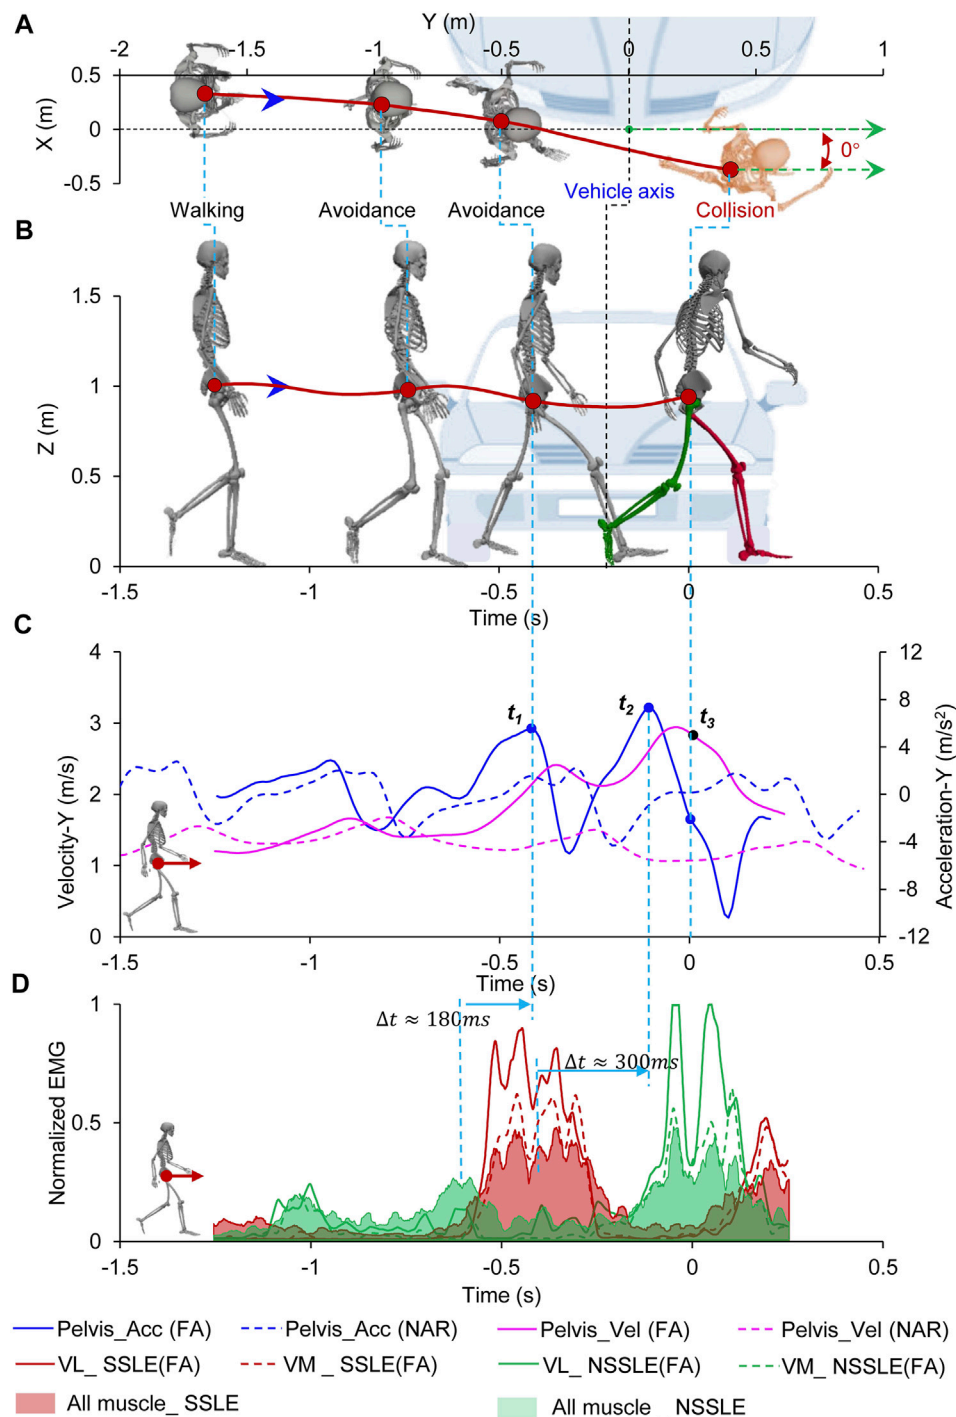 A
Y (m)
-2 -1.5 -1 -0.5 0 0.5 1
X (m)
0.5
0
-0.5
0°
Vehicle axis
Walking Avoidance Avoidance Collision
B
Z (m)
1.5
1
0.5
0
-1.5 -1 -0.5 0 0.5
Time (s)
C
Velocity-Y (m/s)
4
3
2
1
0
t1 t2 t3
12
8
4
0
-4
-8
-12
Acceleration-Y (m/s²)
-1.5 -1 -0.5 0 0.5
Time (s)
D
Normalized EMG
1
0.5
0
Δt ≈ 180ms
Δt ≈ 300ms
-1.5 -1 -0.5 0 0.5
Time (s)
Pelvis_Acc (FA) Pelvis_Acc (NAR) Pelvis_Vel (FA) Pelvis_Vel (NAR)
VL_ SSLE(FA) VM_ SSLE(FA) VL_NSSLE(FA) VM_NSSLE(FA)
All muscle_ SSLE All muscle NSSLE